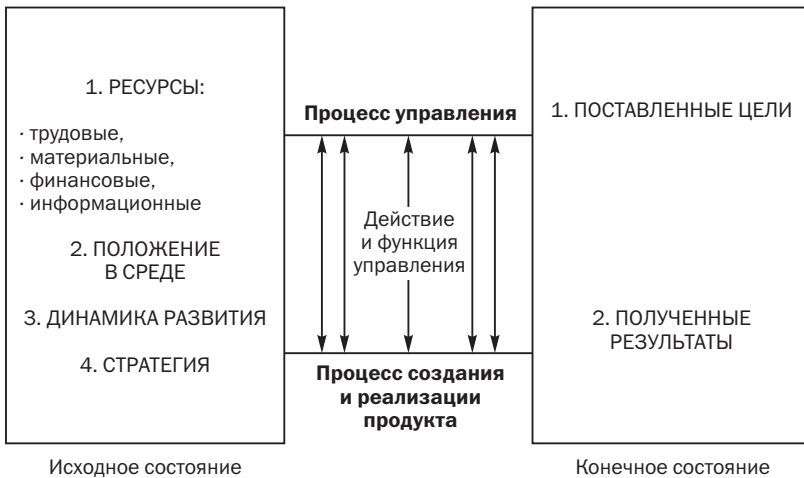 1. РЕСУРСЫ:
· трудовые,
· материальные,
· финансовые,
· информационные
2. ПОЛОЖЕНИЕ
В СРЕДЕ
3. ДИНАМИКА РАЗВИТИЯ
4. СТРАТЕГИЯ
Исходное состояние
Процесс управления
Действие
и функция
управления
Процесс создания
и реализации
продукта
1. ПОСТАВЛЕННЫЕ ЦЕЛИ
2. ПОЛУЧЕННЫЕ
РЕЗУЛЬТАТЫ
Конечное состояние